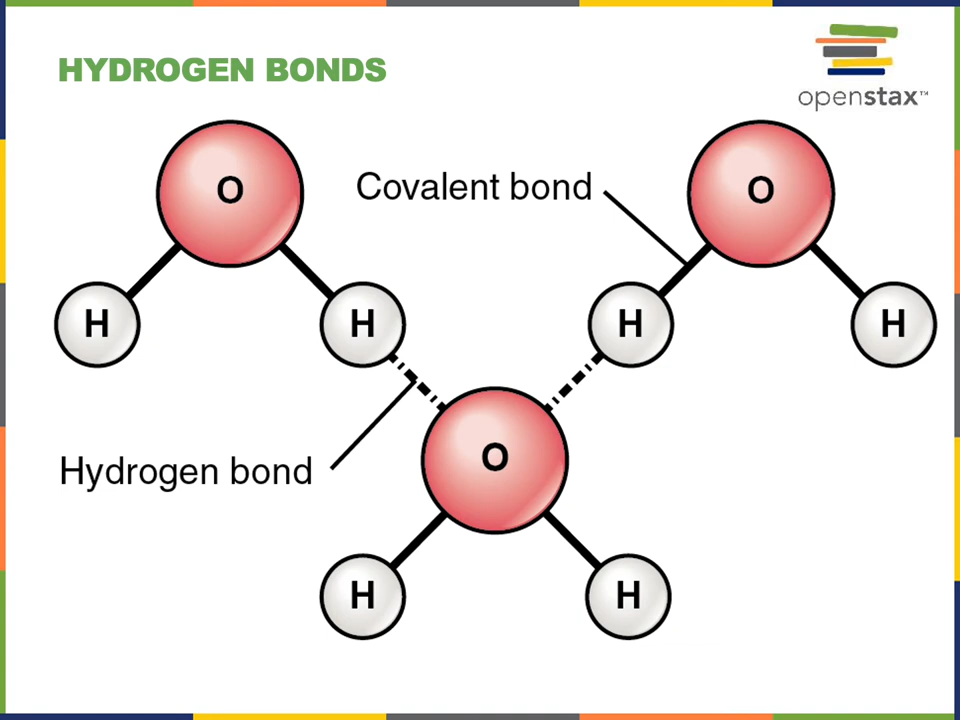 HYDROGEN BONDS
openstax™
O
Covalent bond
O
H
H
H
H
Hydrogen bond
O
H
H